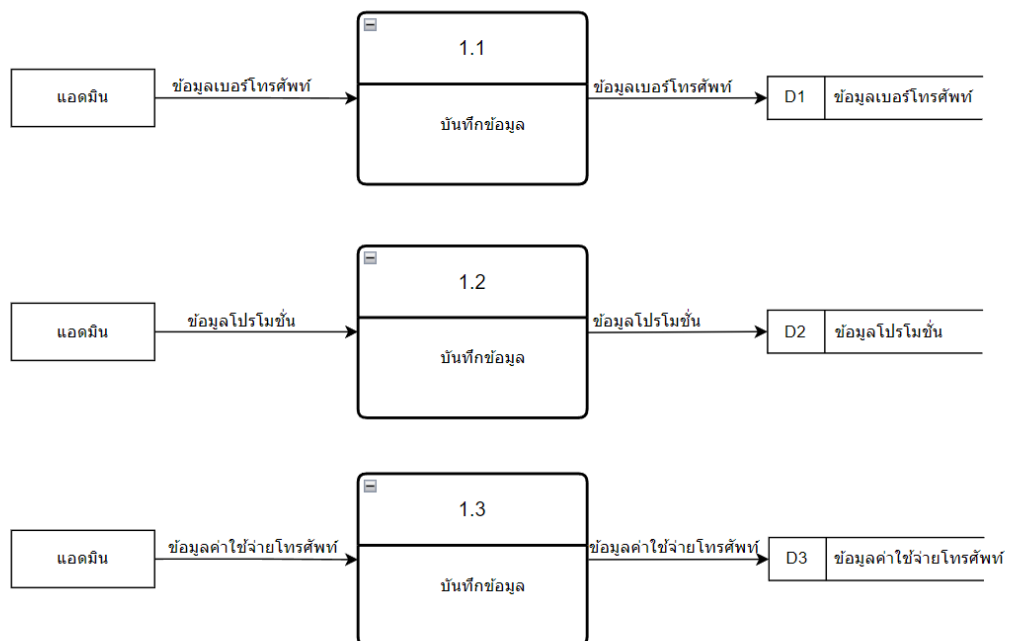 1.1
แอดมิน
ข้อมูลเบอร์โทรศัพท์
บันทึกข้อมูล
ข้อมูลเบอร์โทรศัพท์
D1
ข้อมูลเบอร์โทรศัพท์
1.2
แอดมิน
ข้อมูลโปรโมชั่น
บันทึกข้อมูล
ข้อมูลโปรโมชั่น
D2
ข้อมูลโปรโมชั่น
1.3
แอดมิน
ข้อมูลค่าใช้จ่ายโทรศัพท์
บันทึกข้อมูล
ข้อมูลค่าใช้จ่ายโทรศัพท์
D3
ข้อมูลค่าใช้จ่ายโทรศัพท์